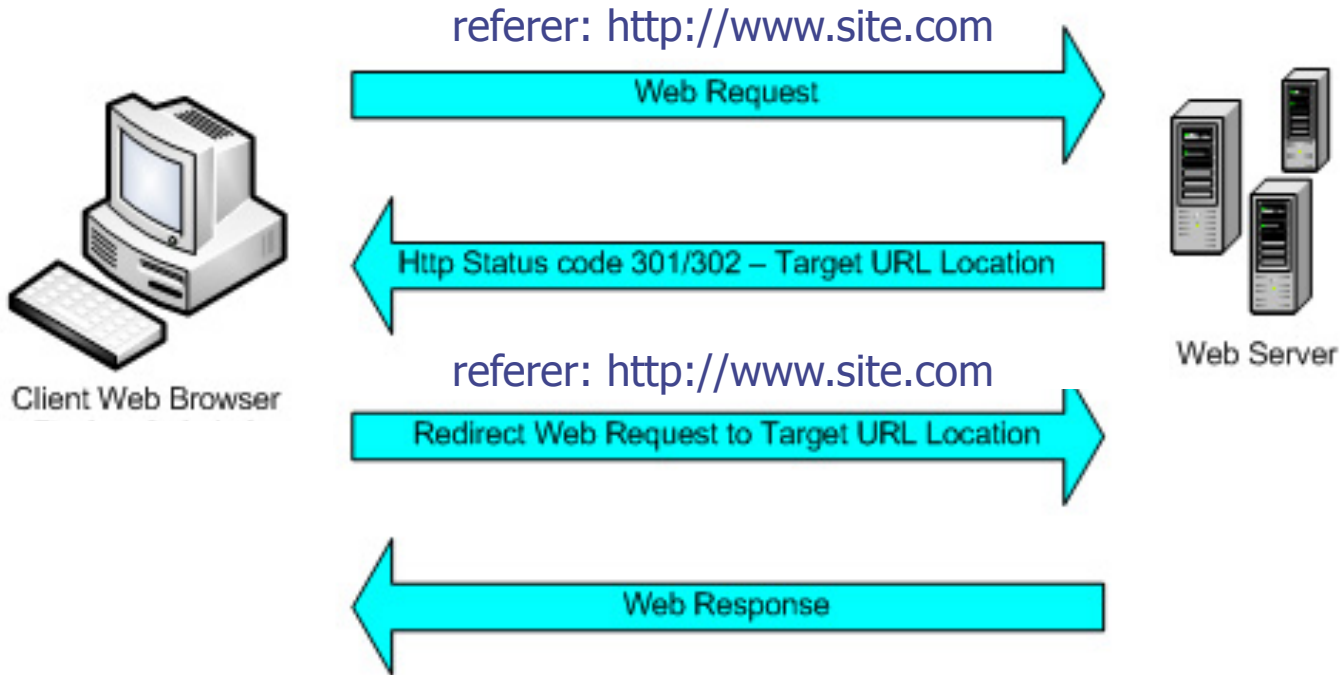 referer: http://www.site.com
Web Request
Http Status code 301/302 – Target URL Location
Web Server
referer: http://www.site.com
Client Web Browser
Redirect Web Request to Target URL Location
Web Response